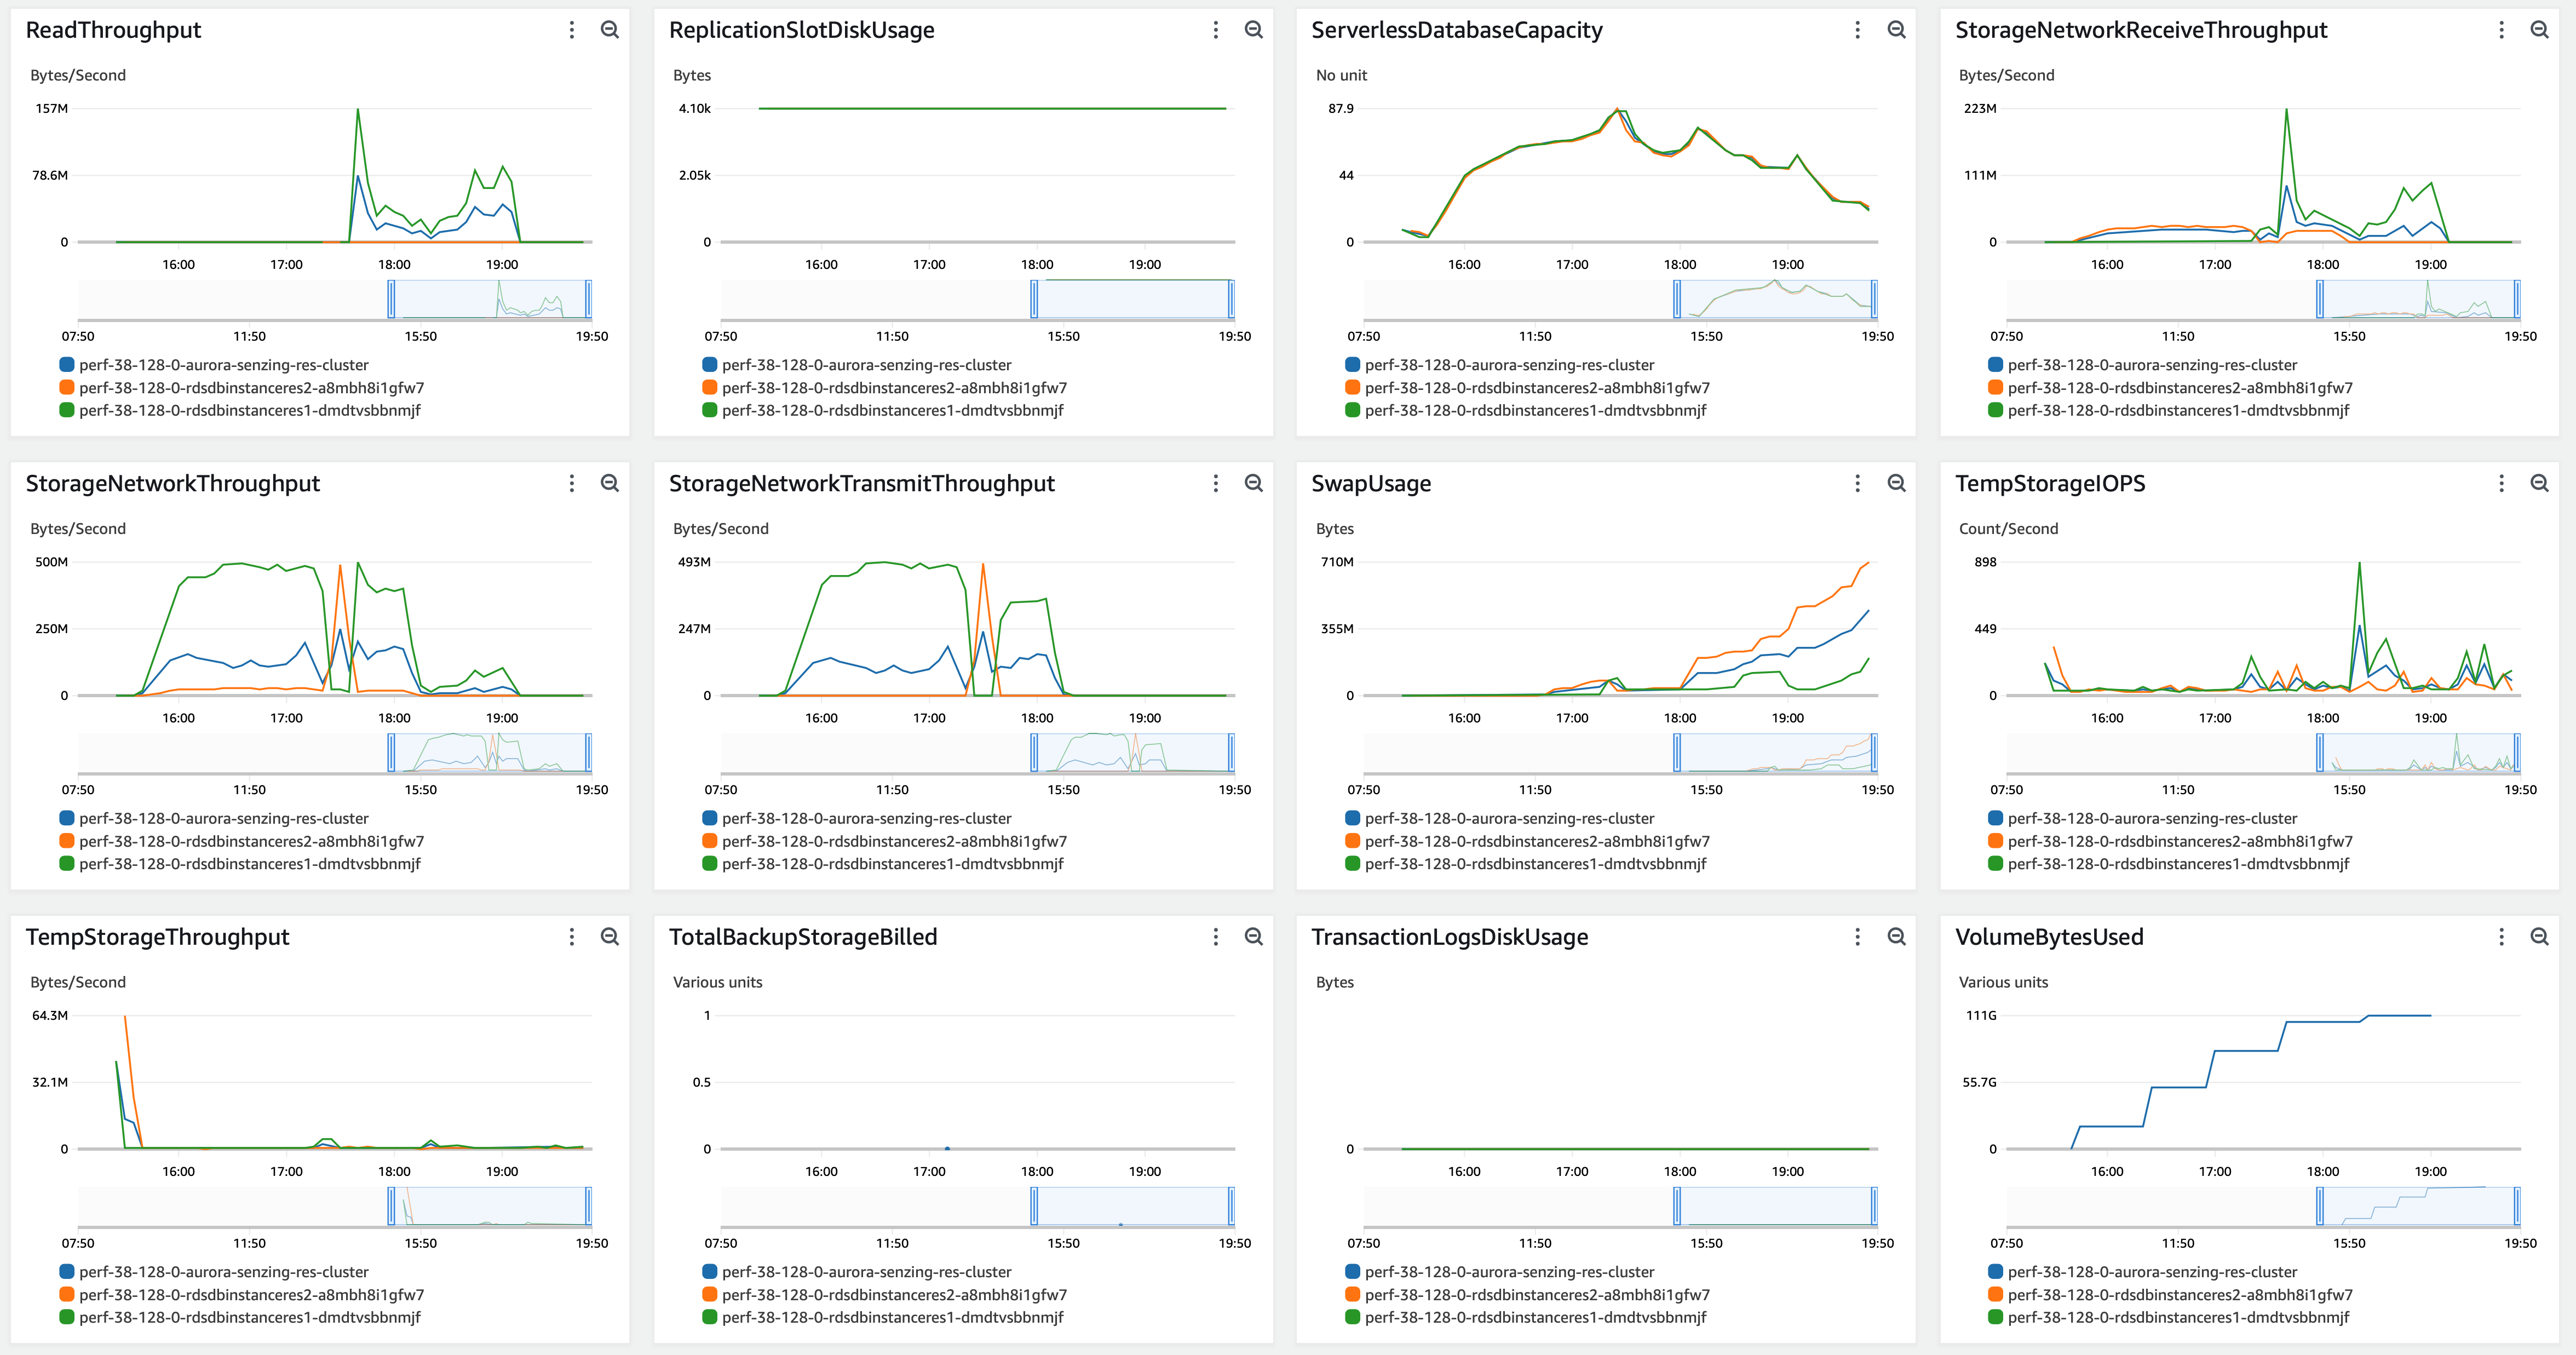 ReadThroughput
Bytes/Second
157M
78.6M
0
16:00 17:00 18:00 19:00
07:50 11:50 15:50 19:50
perf-38-128-0-aurora-senzing-res-cluster
perf-38-128-0-rdsdbinstanceres2-a8mbh8i1gfw7
perf-38-128-0-rdsdbinstanceres1-dmdtvsbbnmjf
ReplicationSlotDiskUsage
Bytes
4.10k
2.05k
0
16:00 17:00 18:00 19:00
07:50 11:50 15:50 19:50
perf-38-128-0-aurora-senzing-res-cluster
perf-38-128-0-rdsdbinstanceres2-a8mbh8i1gfw7
perf-38-128-0-rdsdbinstanceres1-dmdtvsbbnmjf
ServerlessDatabaseCapacity
No unit
87.9
44
0
16:00 17:00 18:00 19:00
07:50 11:50 15:50 19:50
perf-38-128-0-aurora-senzing-res-cluster
perf-38-128-0-rdsdbinstanceres2-a8mbh8i1gfw7
perf-38-128-0-rdsdbinstanceres1-dmdtvsbbnmjf
StorageNetworkReceiveThroughput
Bytes/Second
223M
111M
0
16:00 17:00 18:00 19:00
07:50 11:50 15:50 19:50
perf-38-128-0-aurora-senzing-res-cluster
perf-38-128-0-rdsdbinstanceres2-a8mbh8i1gfw7
perf-38-128-0-rdsdbinstanceres1-dmdtvsbbnmjf
StorageNetworkThroughput
Bytes/Second
500M
250M
0
16:00 17:00 18:00 19:00
07:50 11:50 15:50 19:50
perf-38-128-0-aurora-senzing-res-cluster
perf-38-128-0-rdsdbinstanceres2-a8mbh8i1gfw7
perf-38-128-0-rdsdbinstanceres1-dmdtvsbbnmjf
StorageNetworkTransmitThroughput
Bytes/Second
493M
247M
0
16:00 17:00 18:00 19:00
07:50 11:50 15:50 19:50
perf-38-128-0-aurora-senzing-res-cluster
perf-38-128-0-rdsdbinstanceres2-a8mbh8i1gfw7
perf-38-128-0-rdsdbinstanceres1-dmdtvsbbnmjf
SwapUsage
Bytes
710M
355M
0
16:00 17:00 18:00 19:00
07:50 11:50 15:50 19:50
perf-38-128-0-aurora-senzing-res-cluster
perf-38-128-0-rdsdbinstanceres2-a8mbh8i1gfw7
perf-38-128-0-rdsdbinstanceres1-dmdtvsbbnmjf
TempStorageIOPS
Count/Second
898
449
0
16:00 17:00 18:00 19:00
07:50 11:50 15:50 19:50
perf-38-128-0-aurora-senzing-res-cluster
perf-38-128-0-rdsdbinstanceres2-a8mbh8i1gfw7
perf-38-128-0-rdsdbinstanceres1-dmdtvsbbnmjf
TempStorageThroughput
Bytes/Second
64.3M
32.1M
0
16:00 17:00 18:00 19:00
07:50 11:50 15:50 19:50
perf-38-128-0-aurora-senzing-res-cluster
perf-38-128-0-rdsdbinstanceres2-a8mbh8i1gfw7
perf-38-128-0-rdsdbinstanceres1-dmdtvsbbnmjf
TotalBackupStorageBilled
Various units
1
0.5
0
16:00 17:00 18:00 19:00
07:50 11:50 15:50 19:50
perf-38-128-0-aurora-senzing-res-cluster
perf-38-128-0-rdsdbinstanceres2-a8mbh8i1gfw7
perf-38-128-0-rdsdbinstanceres1-dmdtvsbbnmjf
TransactionLogsDiskUsage
Bytes
0
16:00 17:00 18:00 19:00
07:50 11:50 15:50 19:50
perf-38-128-0-aurora-senzing-res-cluster
perf-38-128-0-rdsdbinstanceres2-a8mbh8i1gfw7
perf-38-128-0-rdsdbinstanceres1-dmdtvsbbnmjf
VolumeBytesUsed
Various units
111G
55.7G
0
16:00 17:00 18:00 19:00
07:50 11:50 15:50 19:50
perf-38-128-0-aurora-senzing-res-cluster
perf-38-128-0-rdsdbinstanceres2-a8mbh8i1gfw7
perf-38-128-0-rdsdbinstanceres1-dmdtvsbbnmjf